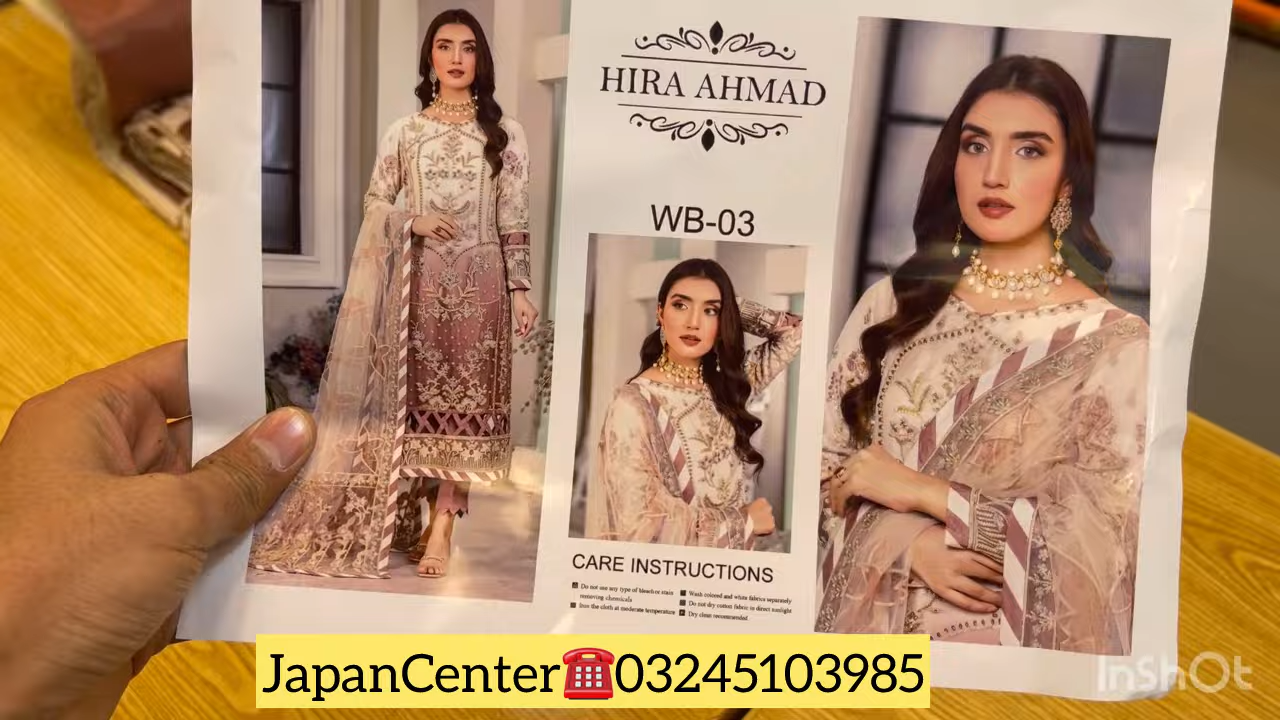 HIRA AHMAD
WB-03
CARE INSTRUCTIONS
Do not use any type of bleach or stain
removing chemicals
Iron the cloth at moderate temperature
Wash colored and white fabrics separately
Do not dry cotton fabric in direct sunlight
Dry clean recommended.
JapanCenter☎️03245103985
InShOt